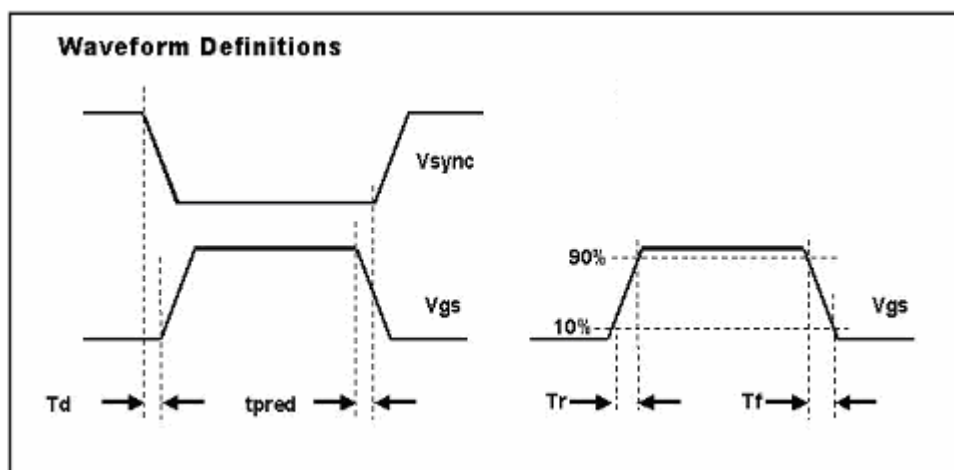 Waveform Definitions
Vsync
Vgs
90%
10%
Vgs
Td
tpred
Tr
Tf